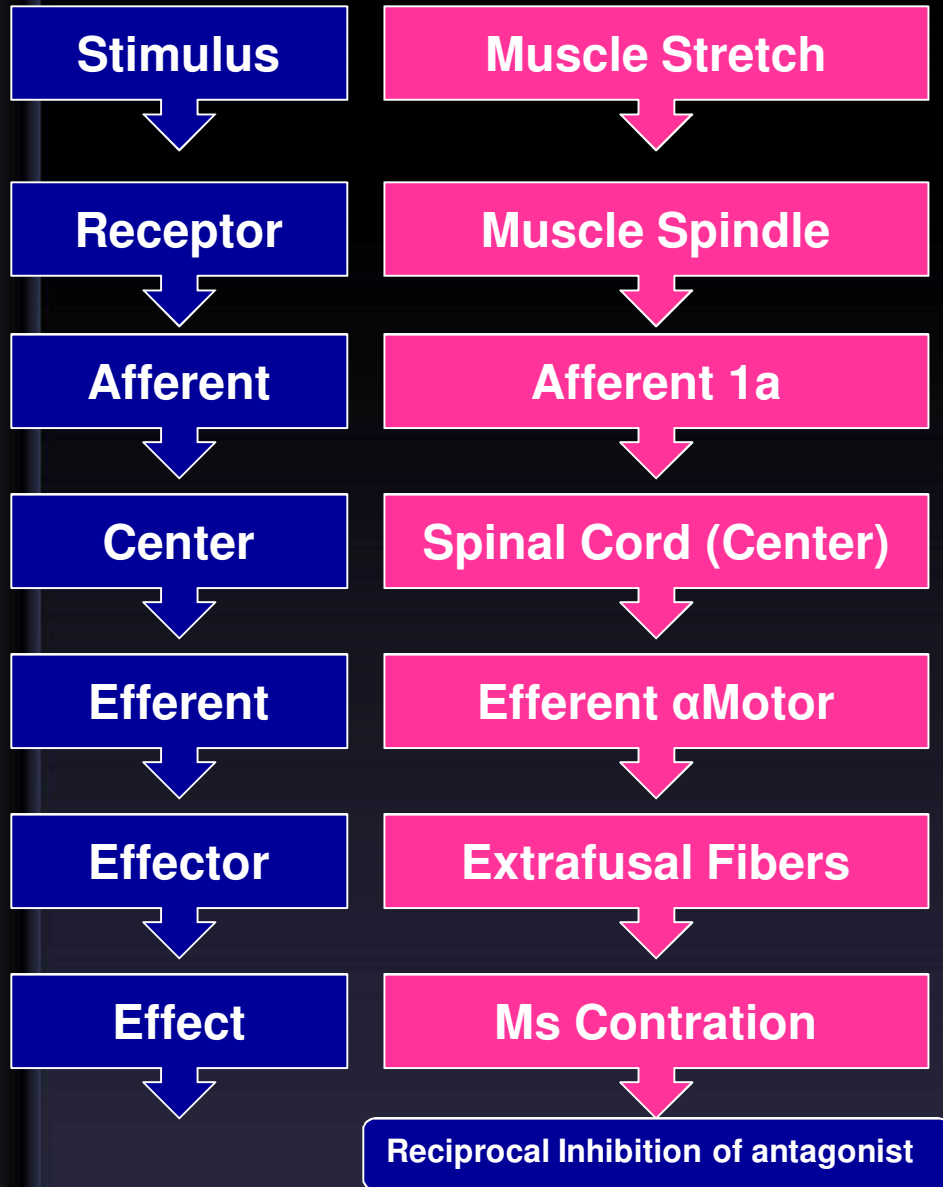 Stimulus
Muscle Stretch
Receptor
Muscle Spindle
Afferent
Afferent 1a
Center
Spinal Cord (Center)
Efferent
Efferent αMotor
Effector
Extrafusal Fibers
Effect
Ms Contration
Reciprocal Inhibition of antagonist